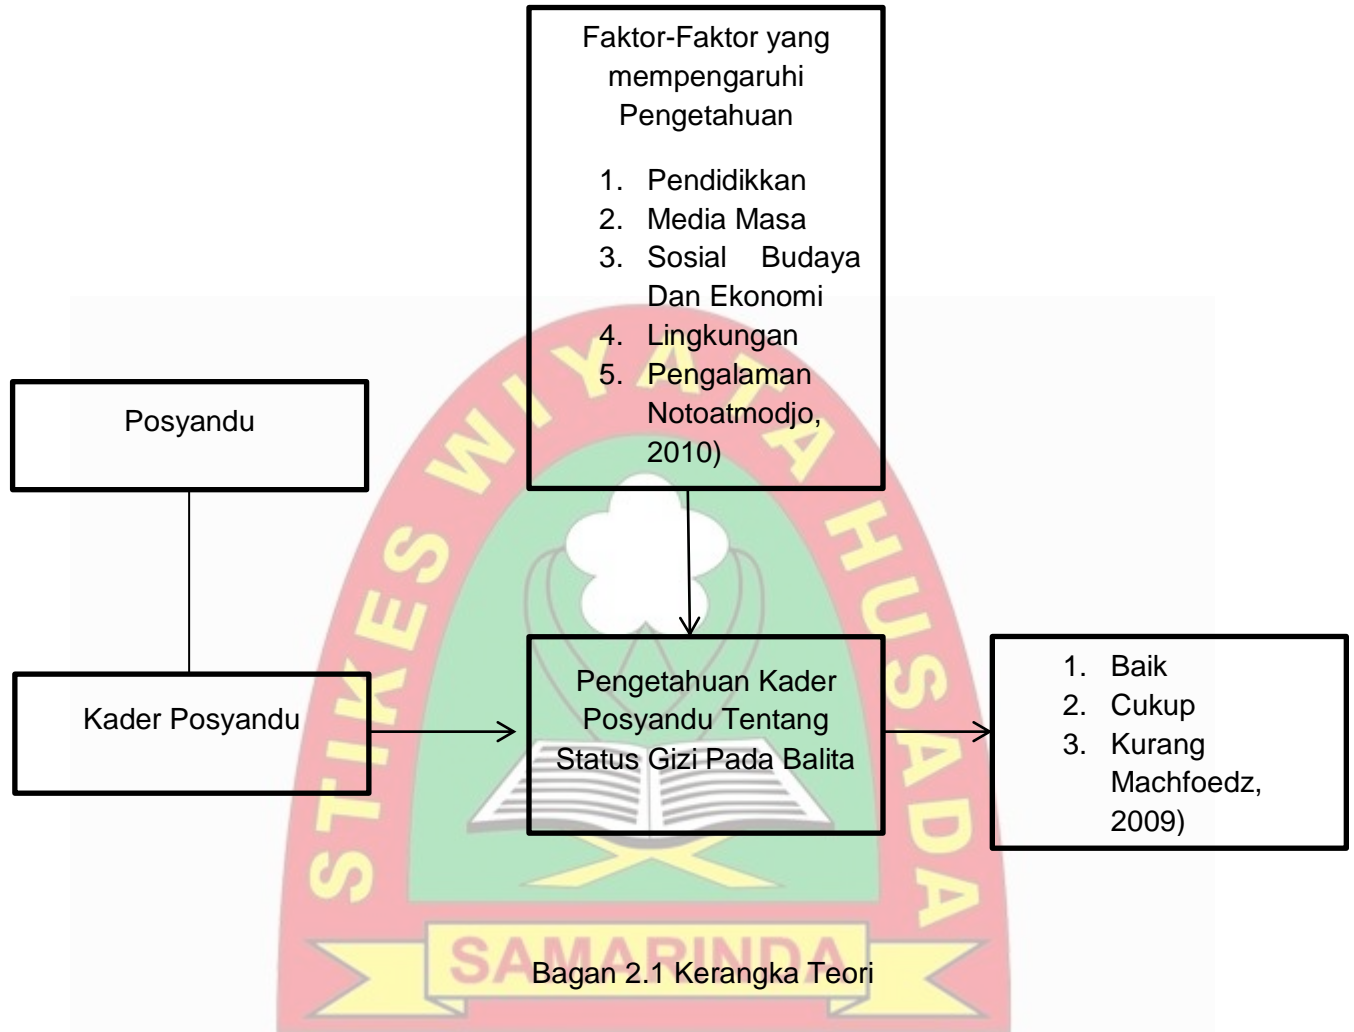 Faktor-Faktor yang
mempengaruhi
Pengetahuan
1. Pendidikkan
2. Media Masa
3. Sosial Budaya
Dan Ekonomi
4. Lingkungan
5. Pengalaman
Notoatmodjo,
2010)
Posyandu
Kader Posyandu
Pengetahuan Kader
Posyandu Tentang
Status Gizi Pada Balita
1. Baik
2. Cukup
3. Kurang
Machfoedz,
2009)
STIKES WIYATA HUSADA
SAMARINDA
Bagan 2.1 Kerangka Teori